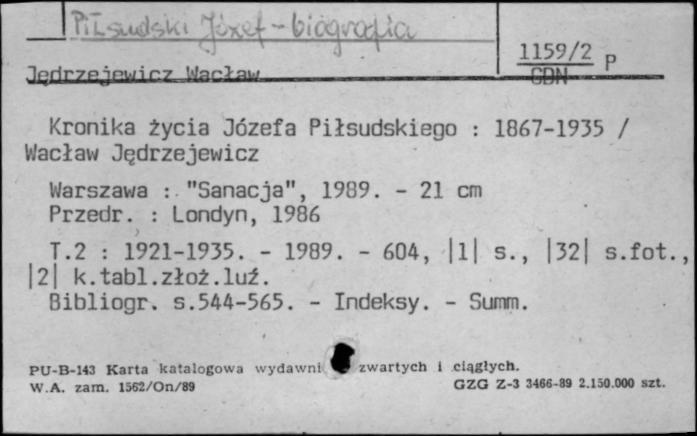 Piłsudski Józef - biografia
1159/2 P
CDN
Jędrzejewicz Wacław
Kronika życia Józefa Piłsudskiego : 1867-1935 /
Wacław Jędrzejewicz
Warszawa : "Sanacja", 1989. - 21 cm
Przedr. : Londyn, 1986
T.2 : 1921-1935. - 1989. - 604, |1| s., |32| s.fot.,
|2| k.tabl.złoż.luź.
Bibliogr. s.544-565. - Indeksy. - Summ.
PU-B-143 Karta katalogowa wydawni zwartych i ciągłych.
W.A. zam. 1562/On/89 GZG Z-3 3466-89 2.150.000 szt.